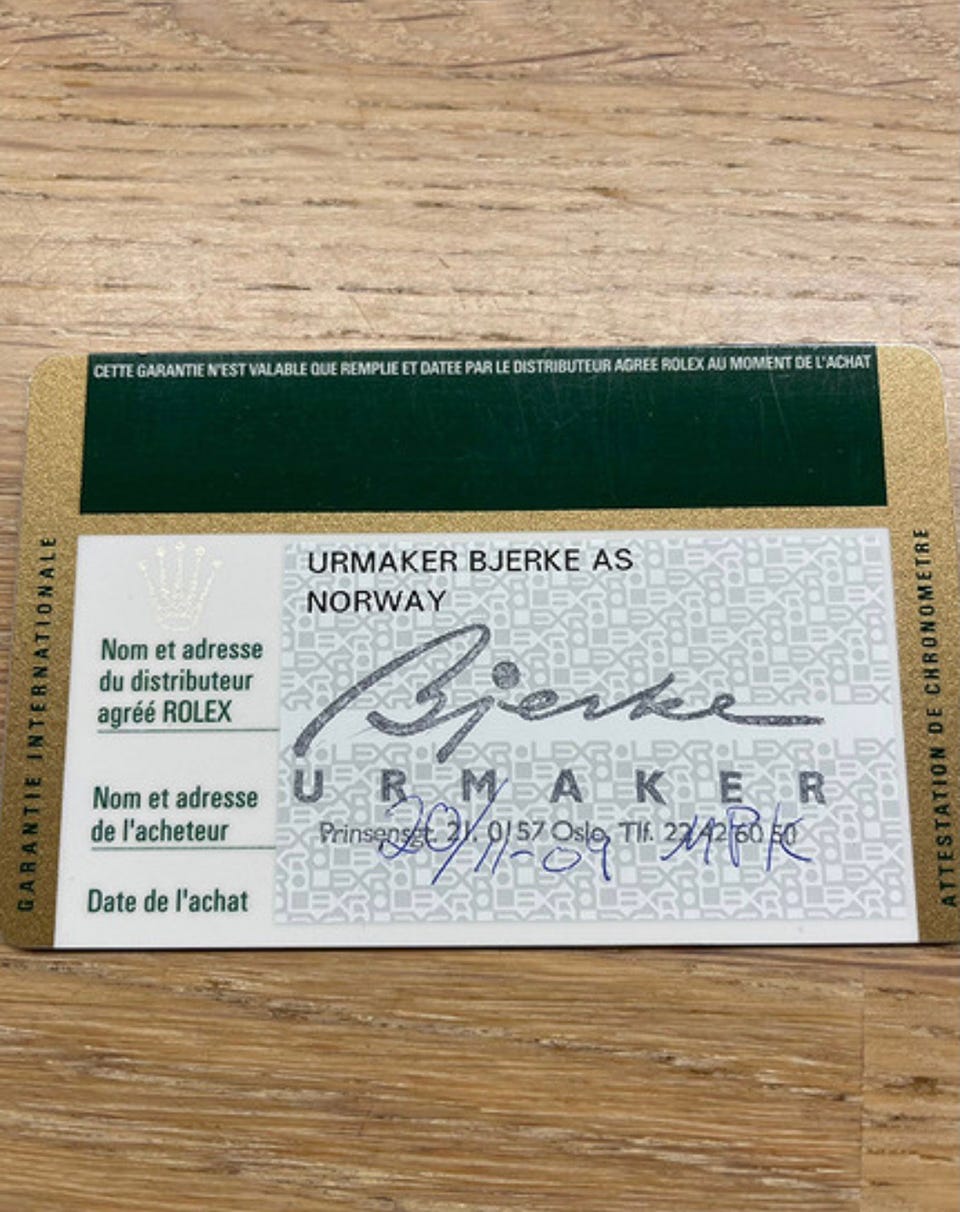 CETTE GARANTIE N'EST VALABLE QUE REMPLIE ET DATEE PAR LE DISTRIBUTEUR AGREE ROLEX AU MOMENT DE L'ACHAT
GARANTIE INTERNATIONALE
URMAKER BJERKE AS
NORWAY
Nom et adresse
du distributeur
agréé ROLEX
Bjerke
URMAKER
Prinsensgt. 21. 0157 Oslo, Tlf. 22 42 60 50
20/11-09 MPK
Nom et adresse
de l'acheteur
Date de l'achat
ATTESTATION DE CHRONOMETRE